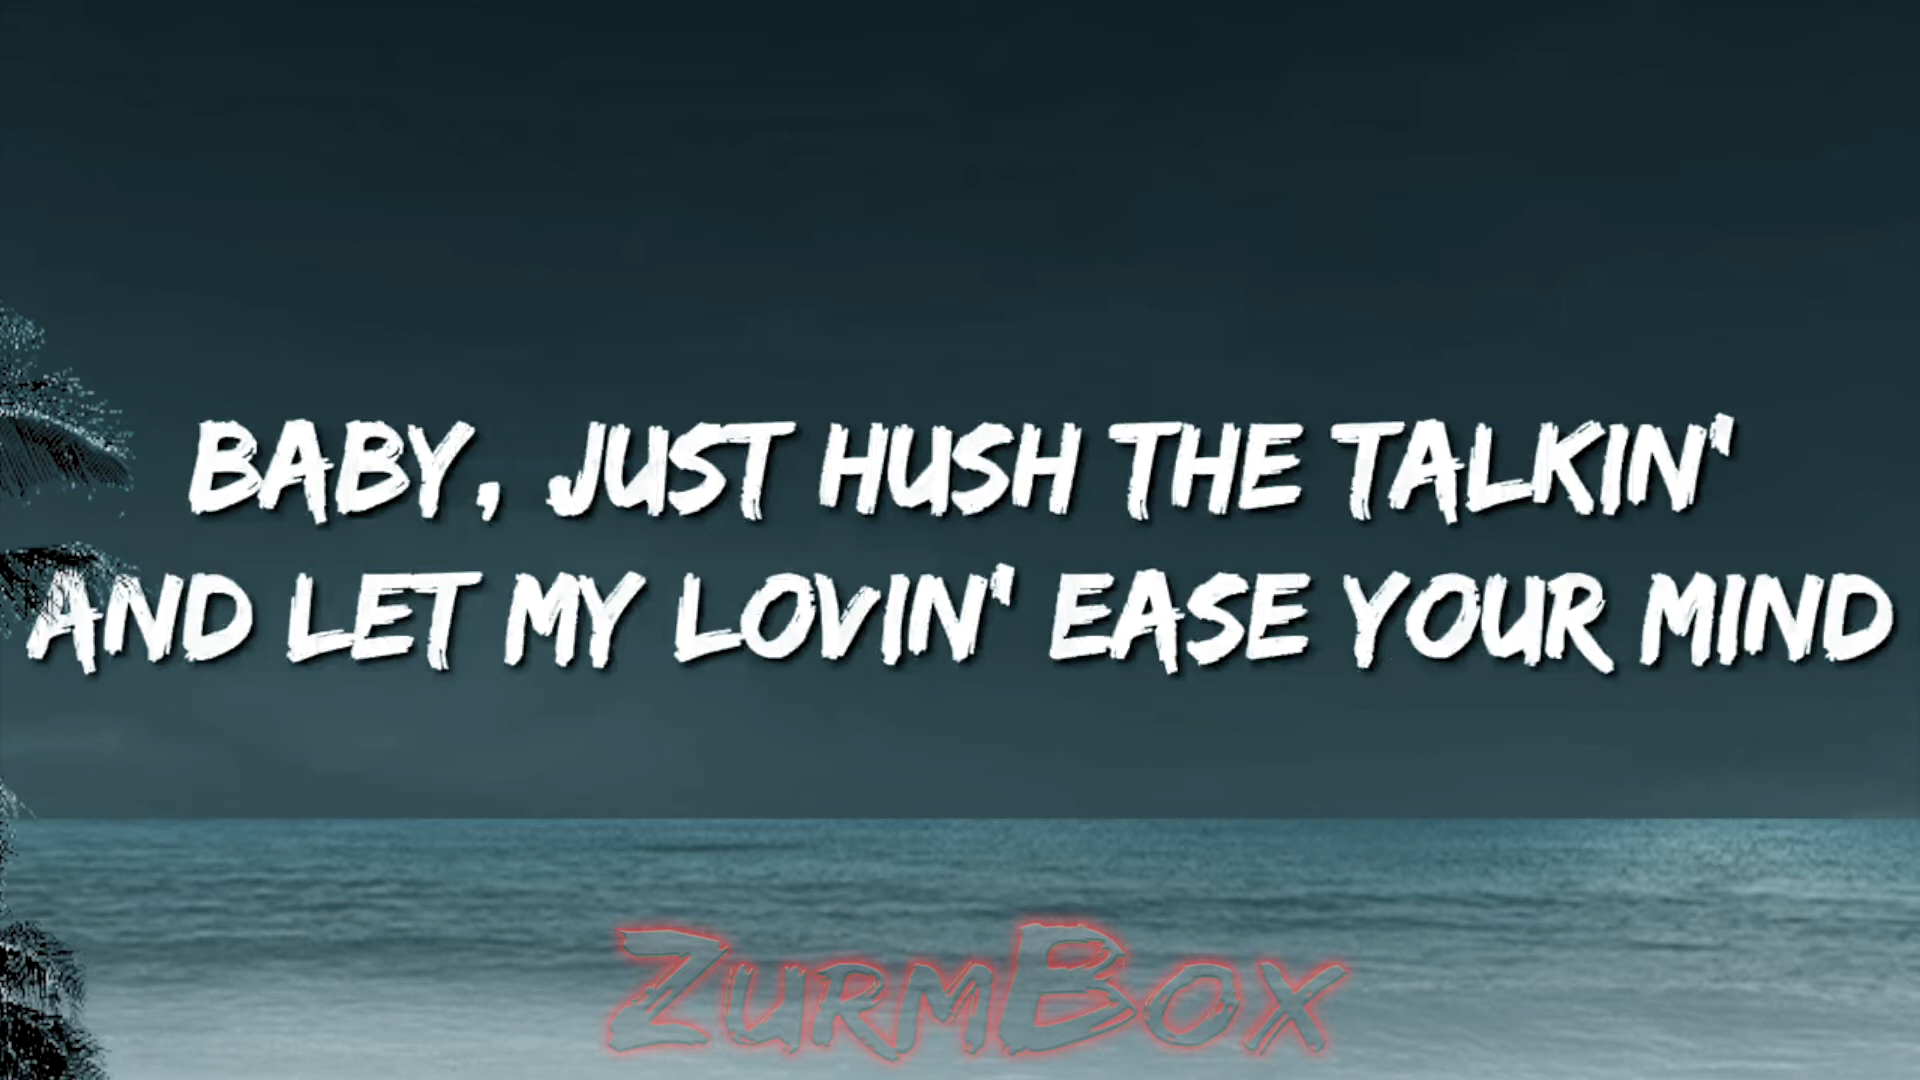 BABY, JUST HUSH THE TALKIN'
AND LET MY LOVIN' EASE YOUR MIND
ZURMBOX